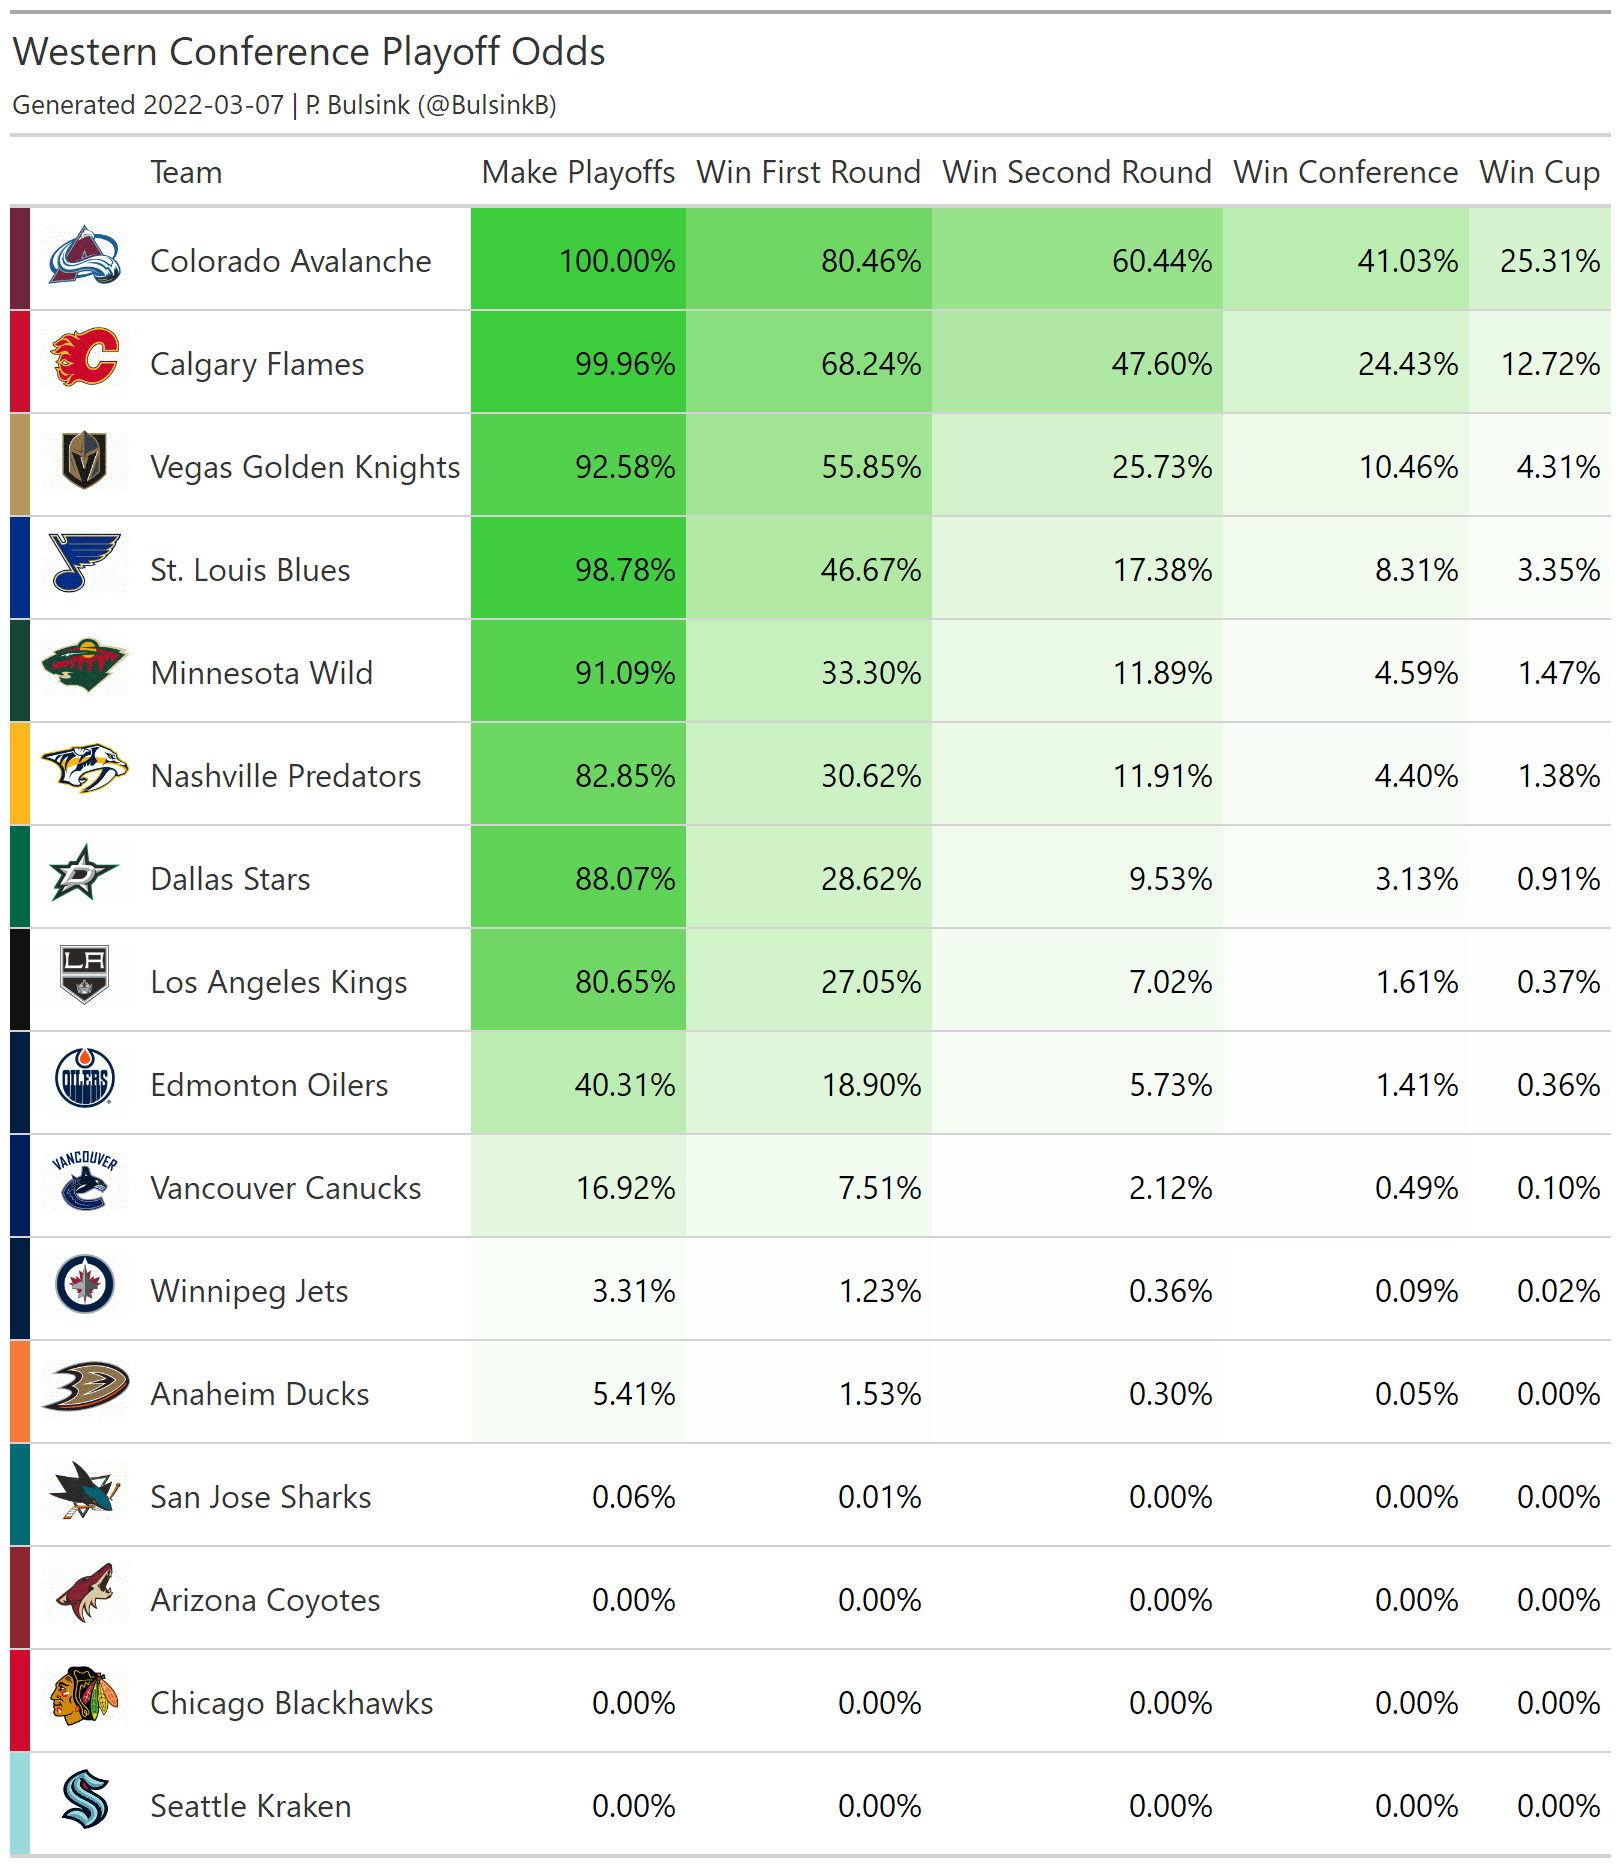 Western Conference Playoff Odds
Generated 2022-03-07 | P. Bulsink (@BulsinkB)
Team Make Playoffs Win First Round Win Second Round Win Conference Win Cup
Colorado Avalanche 100.00% 80.46% 60.44% 41.03% 25.31%
Calgary Flames 99.96% 68.24% 47.60% 24.43% 12.72%
Vegas Golden Knights 92.58% 55.85% 25.73% 10.46% 4.31%
St. Louis Blues 98.78% 46.67% 17.38% 8.31% 3.35%
Minnesota Wild 91.09% 33.30% 11.89% 4.59% 1.47%
Nashville Predators 82.85% 30.62% 11.91% 4.40% 1.38%
Dallas Stars 88.07% 28.62% 9.53% 3.13% 0.91%
LA
Los Angeles Kings 80.65% 27.05% 7.02% 1.61% 0.37%
OILERS
Edmonton Oilers 40.31% 18.90% 5.73% 1.41% 0.36%
VANCOUVER
Vancouver Canucks 16.92% 7.51% 2.12% 0.49% 0.10%
Winnipeg Jets 3.31% 1.23% 0.36% 0.09% 0.02%
Anaheim Ducks 5.41% 1.53% 0.30% 0.05% 0.00%
San Jose Sharks 0.06% 0.01% 0.00% 0.00% 0.00%
Arizona Coyotes 0.00% 0.00% 0.00% 0.00% 0.00%
Chicago Blackhawks 0.00% 0.00% 0.00% 0.00% 0.00%
Seattle Kraken 0.00% 0.00% 0.00% 0.00% 0.00%